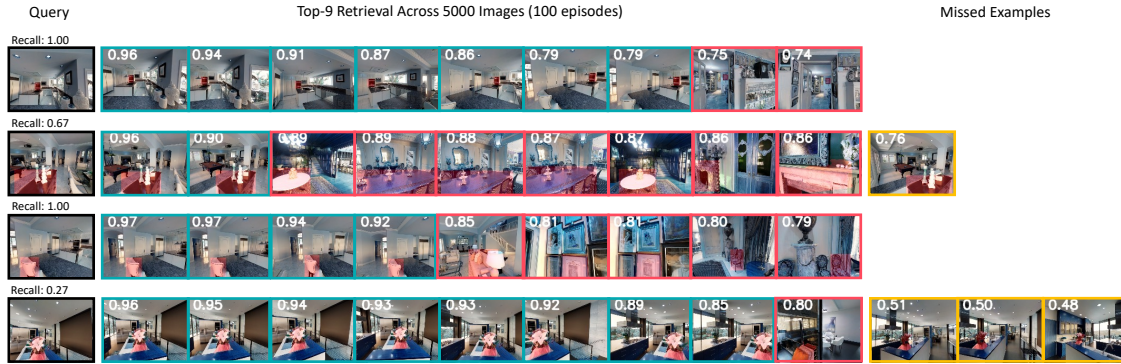 Query
Top-9 Retrieval Across 5000 Images (100 episodes)
Missed Examples
Recall: 1.00
0.96 0.94 0.91 0.87 0.86 0.79 0.79 0.75 0.74
Recall: 0.67
0.96 0.90 0.89 0.89 0.88 0.87 0.87 0.86 0.86 0.76
Recall: 1.00
0.97 0.97 0.94 0.92 0.85 0.81 0.81 0.80 0.79
Recall: 0.27
0.96 0.95 0.94 0.93 0.93 0.92 0.89 0.85 0.80 0.51 0.50 0.48